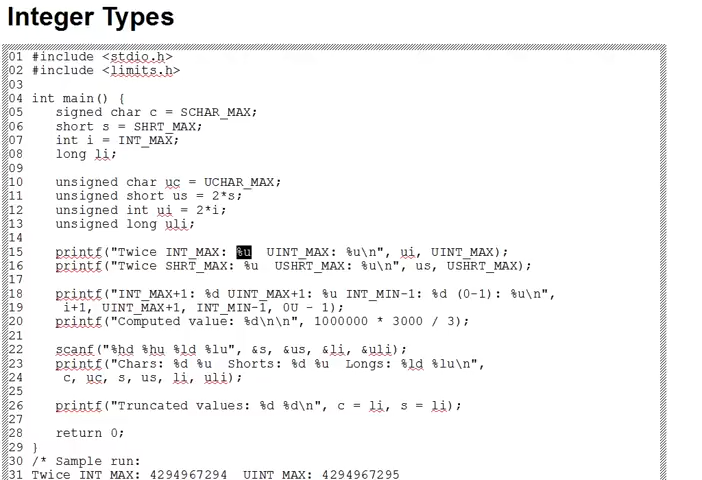 Integer Types
01 #include <stdio.h>
02 #include <limits.h>
03
04 int main() {
05    signed char c = SCHAR_MAX;
06    short s = SHRT_MAX;
07    int i = INT_MAX;
08    long li;
09
10    unsigned char uc = UCHAR_MAX;
11    unsigned short us = 2*s;
12    unsigned int ui = 2*i;
13    unsigned long uli;
14
15    printf("Twice INT_MAX: %u  UINT_MAX: %u\n", ui, UINT_MAX);
16    printf("Twice SHRT_MAX: %u  USHRT_MAX: %u\n", us, USHRT_MAX);
17
18    printf("INT_MAX+1: %d UINT_MAX+1: %u INT_MIN-1: %d (0-1): %u\n",
19     i+1, UINT_MAX+1, INT_MIN-1, 0U - 1);
20    printf("Computed value: %d\n\n", 1000000 * 3000 / 3);
21
22    scanf("%hd %hu %ld %lu", &s, &us, &li, &uli);
23    printf("Chars: %d %u  Shorts: %d %u  Longs: %ld %lu\n",
24     c, uc, s, us, li, uli);
25
26    printf("Truncated values: %d %d\n", c = li, s = li);
27
28    return 0;
29 }
30 /* Sample run:
31 Twice INT_MAX: 4294967294  UINT_MAX: 4294967295